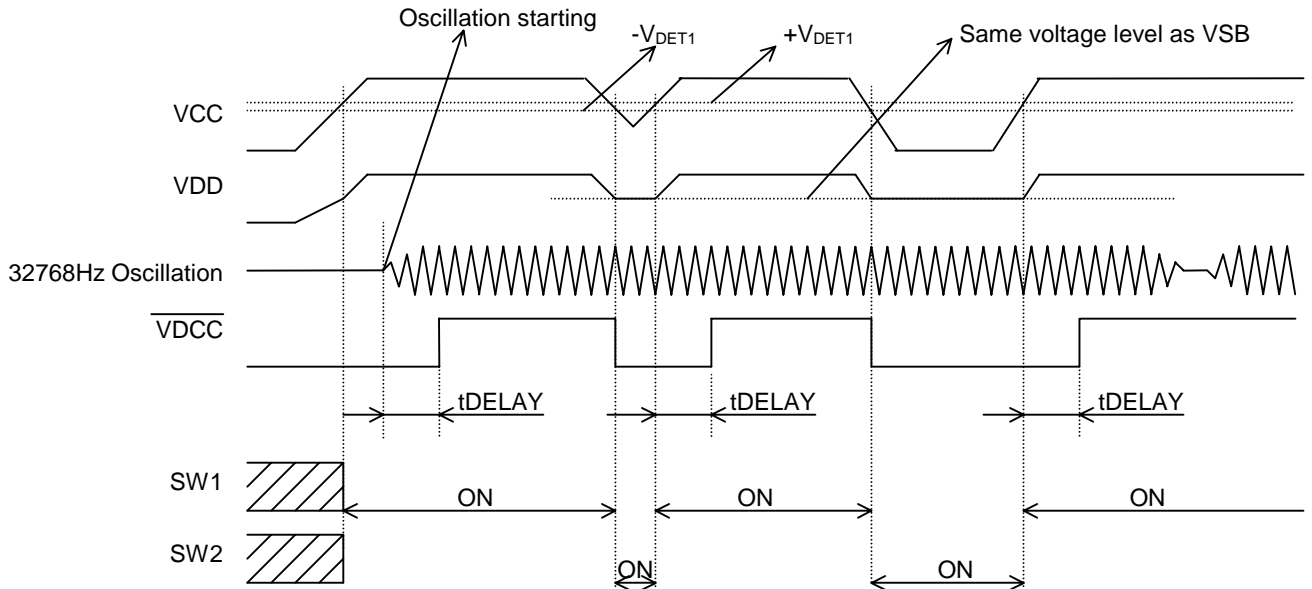 Oscillation starting
-VDET1
+VDET1
Same voltage level as VSB
VCC
VDD
32768Hz Oscillation
VDCC
tDELAY
tDELAY
tDELAY
SW1
ON
ON
ON
SW2
ON
ON